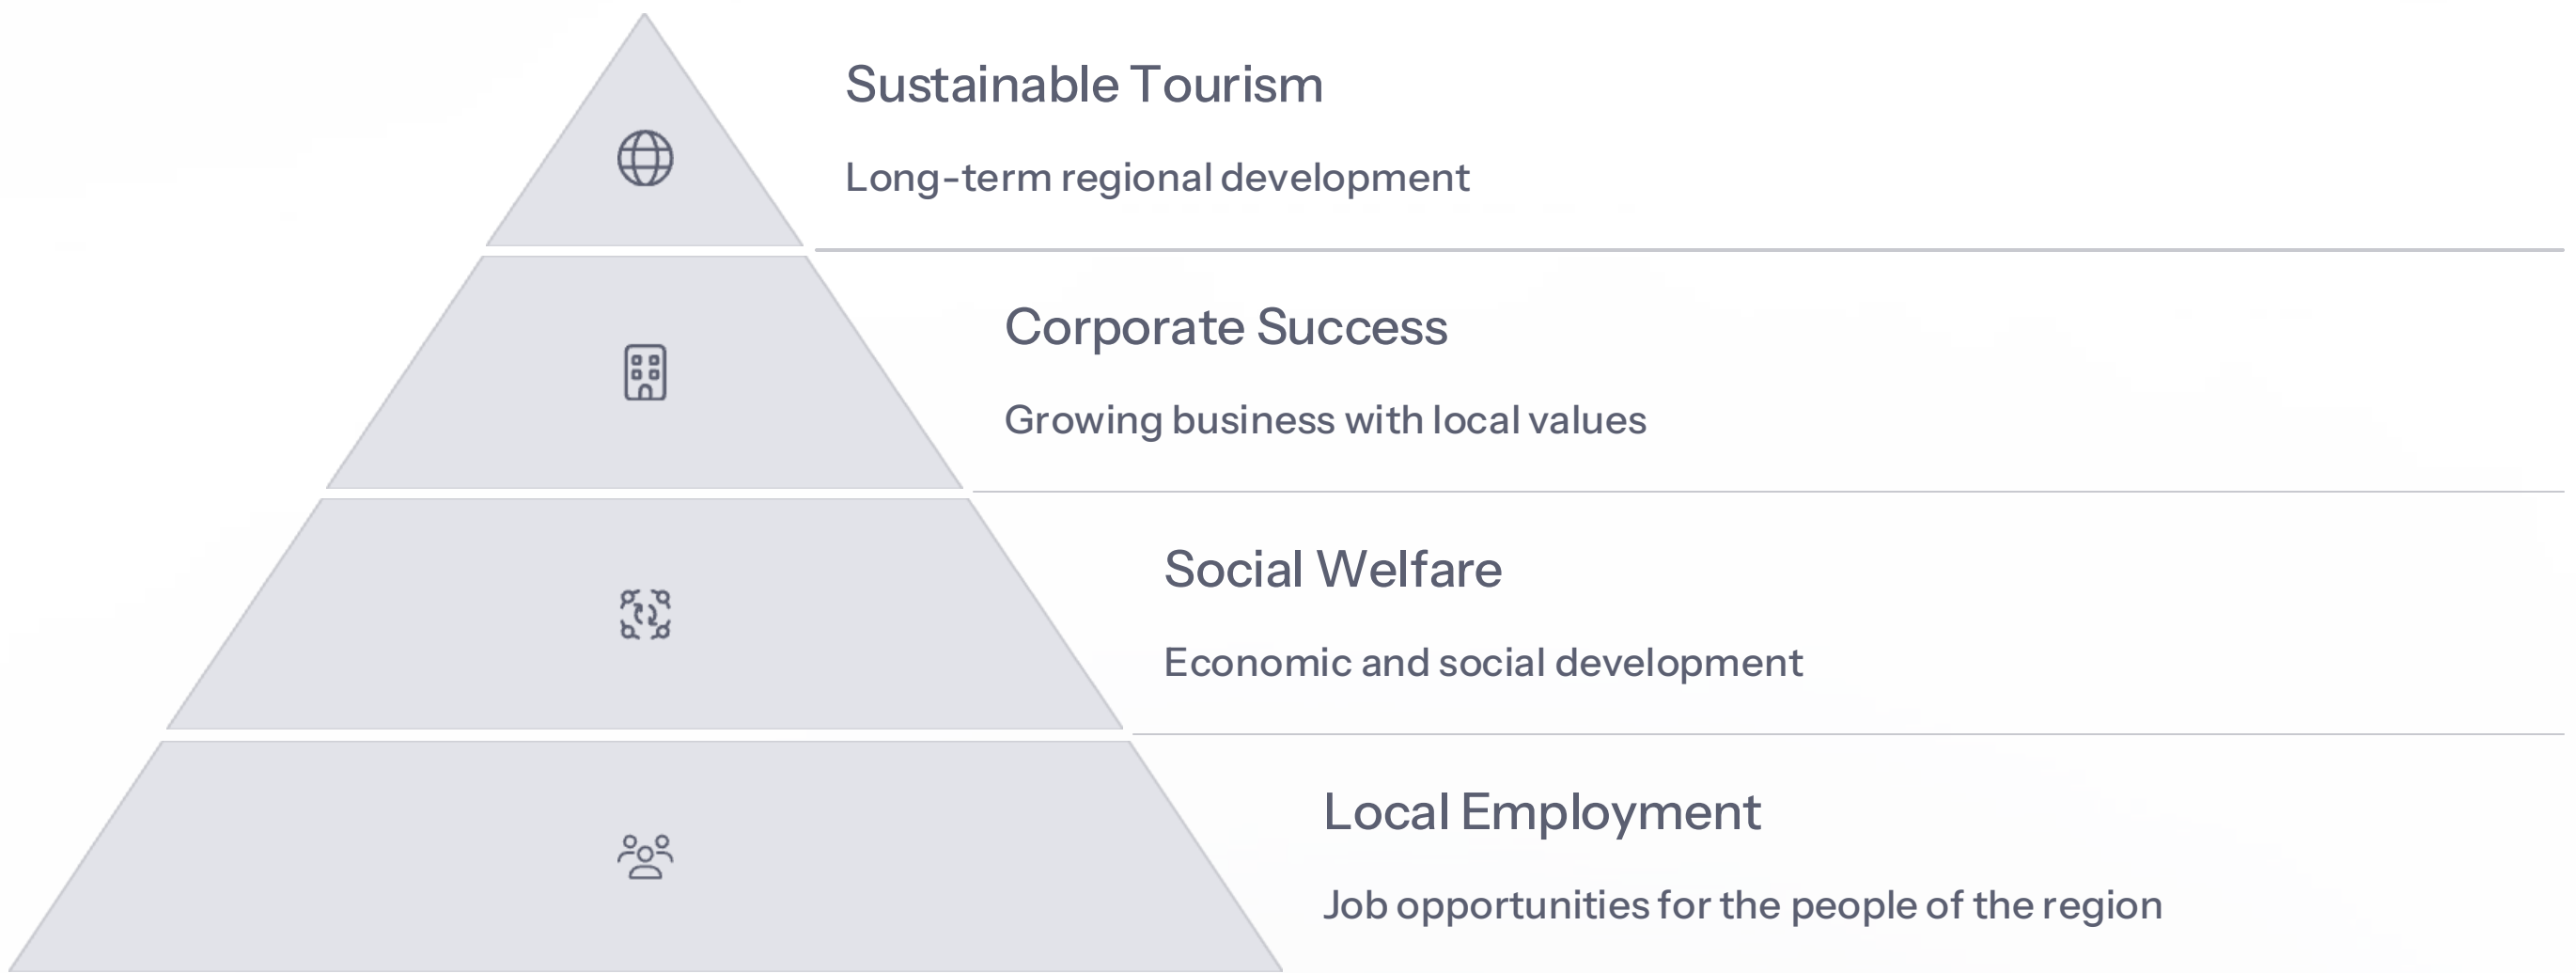 Sustainable Tourism
Long-term regional development
Corporate Success
Growing business with local values
Social Welfare
Economic and social development
Local Employment
Job opportunities for the people of the region